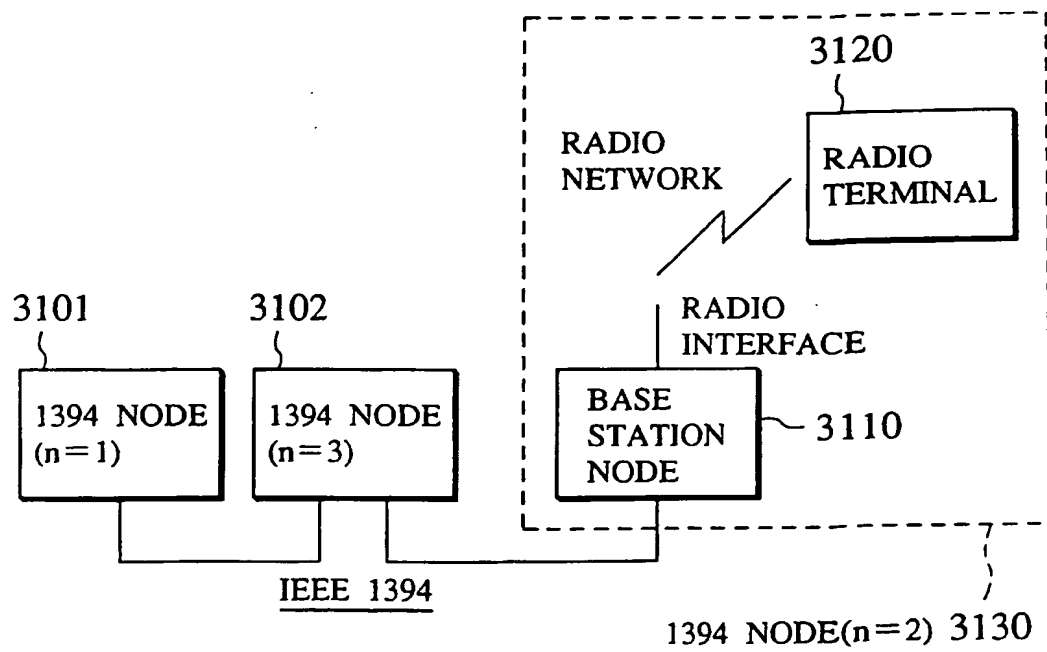 3120
RADIO
NETWORK
RADIO
TERMINAL
3101
3102
RADIO
INTERFACE
1394 NODE
(n=1)
1394 NODE
(n=3)
BASE
STATION
NODE
3110
IEEE 1394
1394 NODE(n=2) 3130